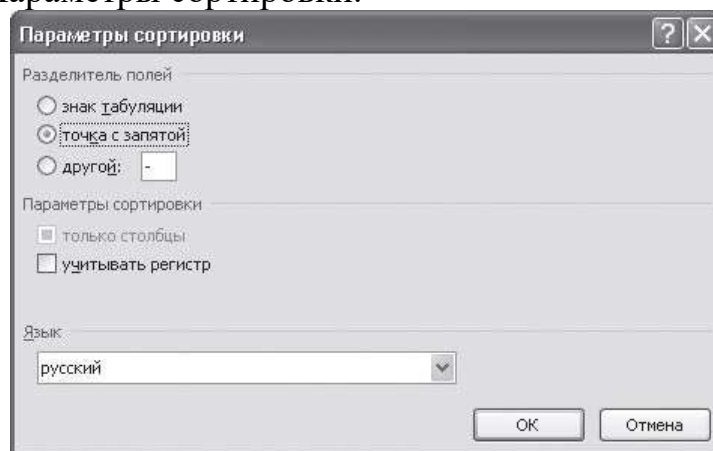 параметры сортировки.
Параметры сортировки
Разделитель полей
знак табуляции
точка с запятой
другой: -
Параметры сортировки
только столбцы
учитывать регистр
Язык
русский
ОК Отмена